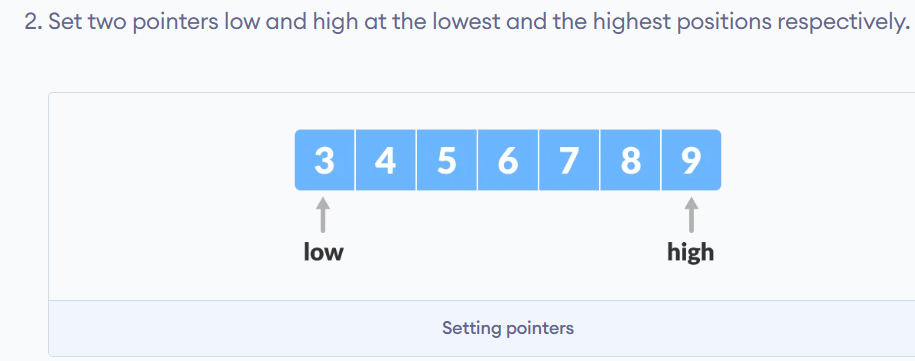 2. Set two pointers low and high at the lowest and the highest positions respectively.
3 4 5 6 7 8 9
low high
Setting pointers